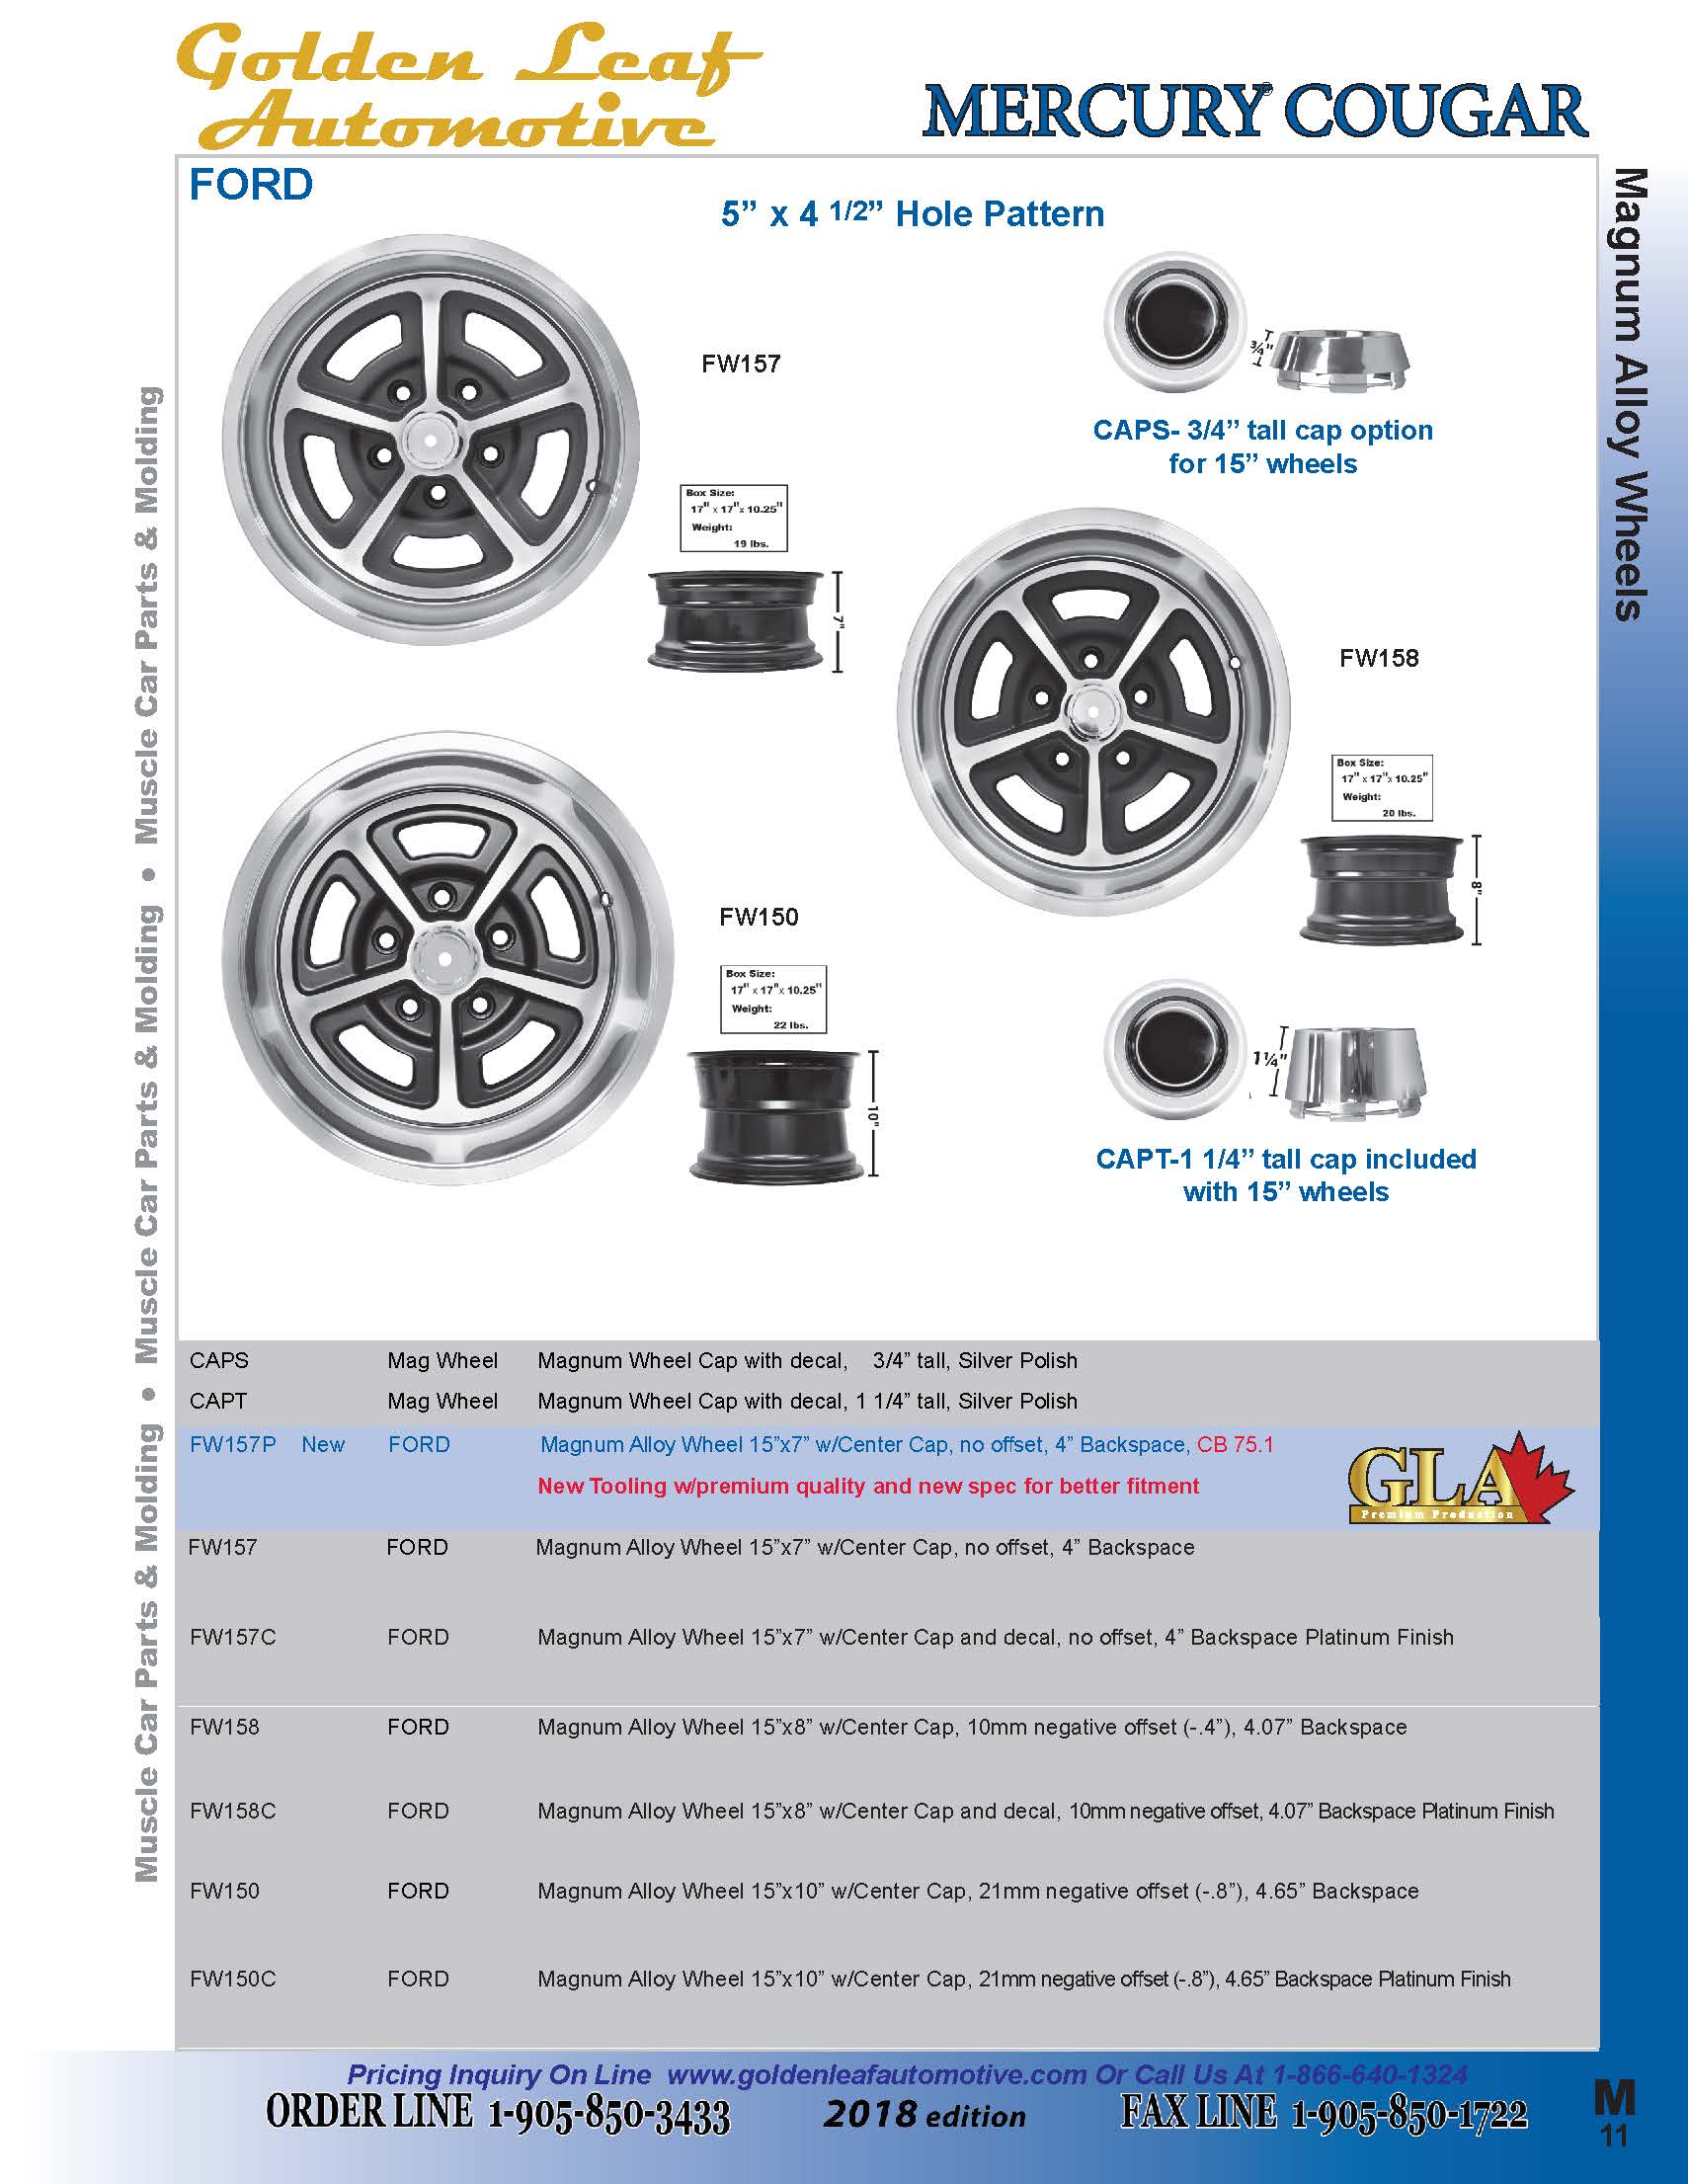 Golden Leaf
Automotive
MERCURY® COUGAR
FORD
5” x 4 1/2” Hole Pattern
FW157
3/4"
CAPS- 3/4” tall cap option
for 15” wheels
Box Size:
17" x 17"x 10.25"
Weight:
19 lbs.
7"
FW158
Box Size:
17" x 17"x 10.25"
Weight:
20 lbs.
8"
FW150
Box Size:
17" x 17"x 10.25"
Weight:
22 lbs.
10"
1¼"
CAPT-1 1/4” tall cap included
with 15” wheels
CAPS Mag Wheel Magnum Wheel Cap with decal, 3/4” tall, Silver Polish
CAPT Mag Wheel Magnum Wheel Cap with decal, 1 1/4” tall, Silver Polish
FW157P New FORD Magnum Alloy Wheel 15”x7” w/Center Cap, no offset, 4” Backspace, CB 75.1
New Tooling w/premium quality and new spec for better fitment
GLA
Premium Production
FW157 FORD Magnum Alloy Wheel 15”x7” w/Center Cap, no offset, 4” Backspace
FW157C FORD Magnum Alloy Wheel 15”x7” w/Center Cap and decal, no offset, 4” Backspace Platinum Finish
FW158 FORD Magnum Alloy Wheel 15”x8” w/Center Cap, 10mm negative offset (-.4”), 4.07” Backspace
FW158C FORD Magnum Alloy Wheel 15”x8” w/Center Cap and decal, 10mm negative offset, 4.07” Backspace Platinum Finish
FW150 FORD Magnum Alloy Wheel 15”x10” w/Center Cap, 21mm negative offset (-.8”), 4.65” Backspace
FW150C FORD Magnum Alloy Wheel 15”x10” w/Center Cap, 21mm negative offset (-.8”), 4.65” Backspace Platinum Finish
Muscle Car Parts & Molding • Muscle Car Parts & Molding • Muscle Car Parts & Molding
Magnum Alloy Wheels
Pricing Inquiry On Line www.goldenleafautomotive.com Or Call Us At 1-866-640-1324
ORDER LINE 1-905-850-3433 2018 edition FAX LINE 1-905-850-1722
M
11